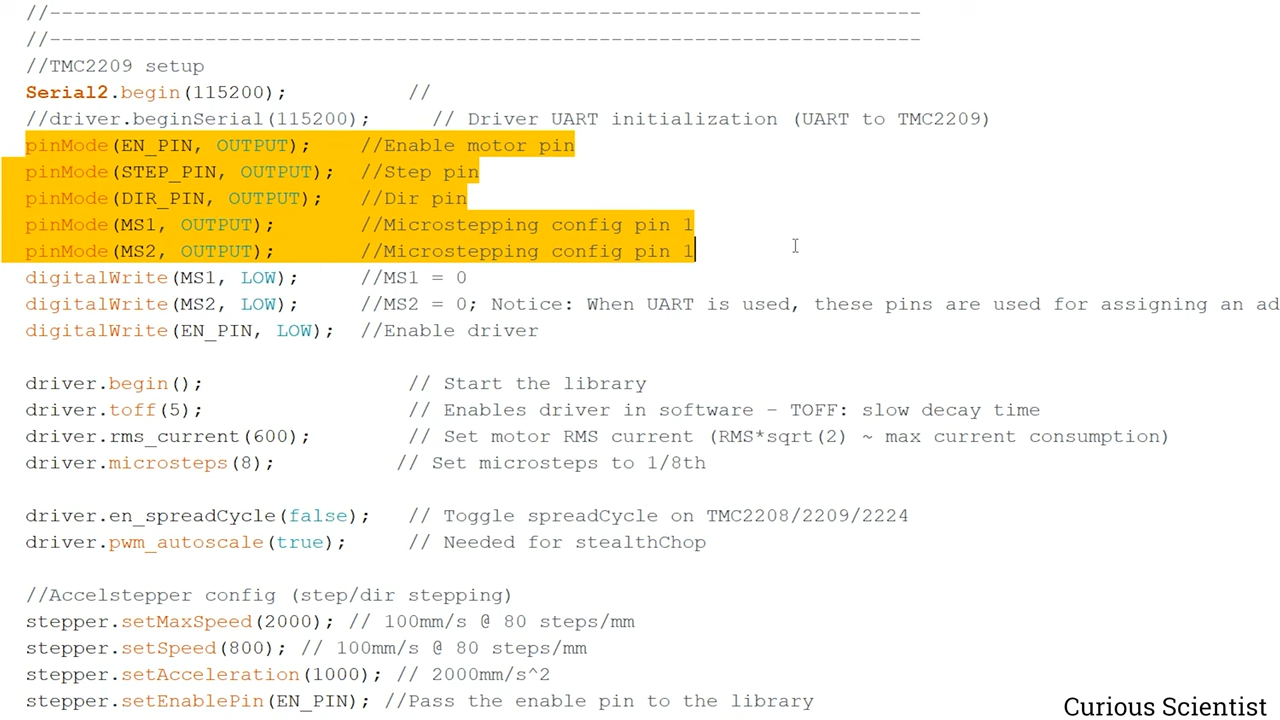 //--------------------------------------------------------------------------
//--------------------------------------------------------------------------
//TMC2209 setup
Serial2.begin(115200);           //
//driver.beginSerial(115200);     // Driver UART initialization (UART to TMC2209)
pinMode(EN_PIN, OUTPUT);    //Enable motor pin
pinMode(STEP_PIN, OUTPUT);  //Step pin
pinMode(DIR_PIN, OUTPUT);   //Dir pin
pinMode(MS1, OUTPUT);       //Microstepping config pin 1
pinMode(MS2, OUTPUT);       //Microstepping config pin 1
digitalWrite(MS1, LOW);     //MS1 = 0
digitalWrite(MS2, LOW);     //MS2 = 0; Notice: When UART is used, these pins are used for assigning an ad
digitalWrite(EN_PIN, LOW);  //Enable driver
driver.begin();                 // Start the library
driver.toff(5);                 // Enables driver in software - TOFF: slow decay time
driver.rms_current(600);        // Set motor RMS current (RMS*sqrt(2) ~ max current consumption)
driver.microsteps(8);          // Set microsteps to 1/8th
driver.en_spreadCycle(false);   // Toggle spreadCycle on TMC2208/2209/2224
driver.pwm_autoscale(true);     // Needed for stealthChop
//Accelstepper config (step/dir stepping)
stepper.setMaxSpeed(2000); // 100mm/s @ 80 steps/mm
stepper.setSpeed(800); // 100mm/s @ 80 steps/mm
stepper.setAcceleration(1000); // 2000mm/s^2
stepper.setEnablePin(EN_PIN); //Pass the enable pin to the library
Curious Scientist